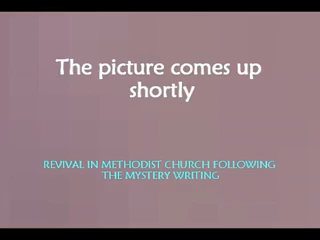 The picture comes up
shortly
REVIVAL IN METHODIST CHURCH FOLLOWING
THE MYSTERY WRITING